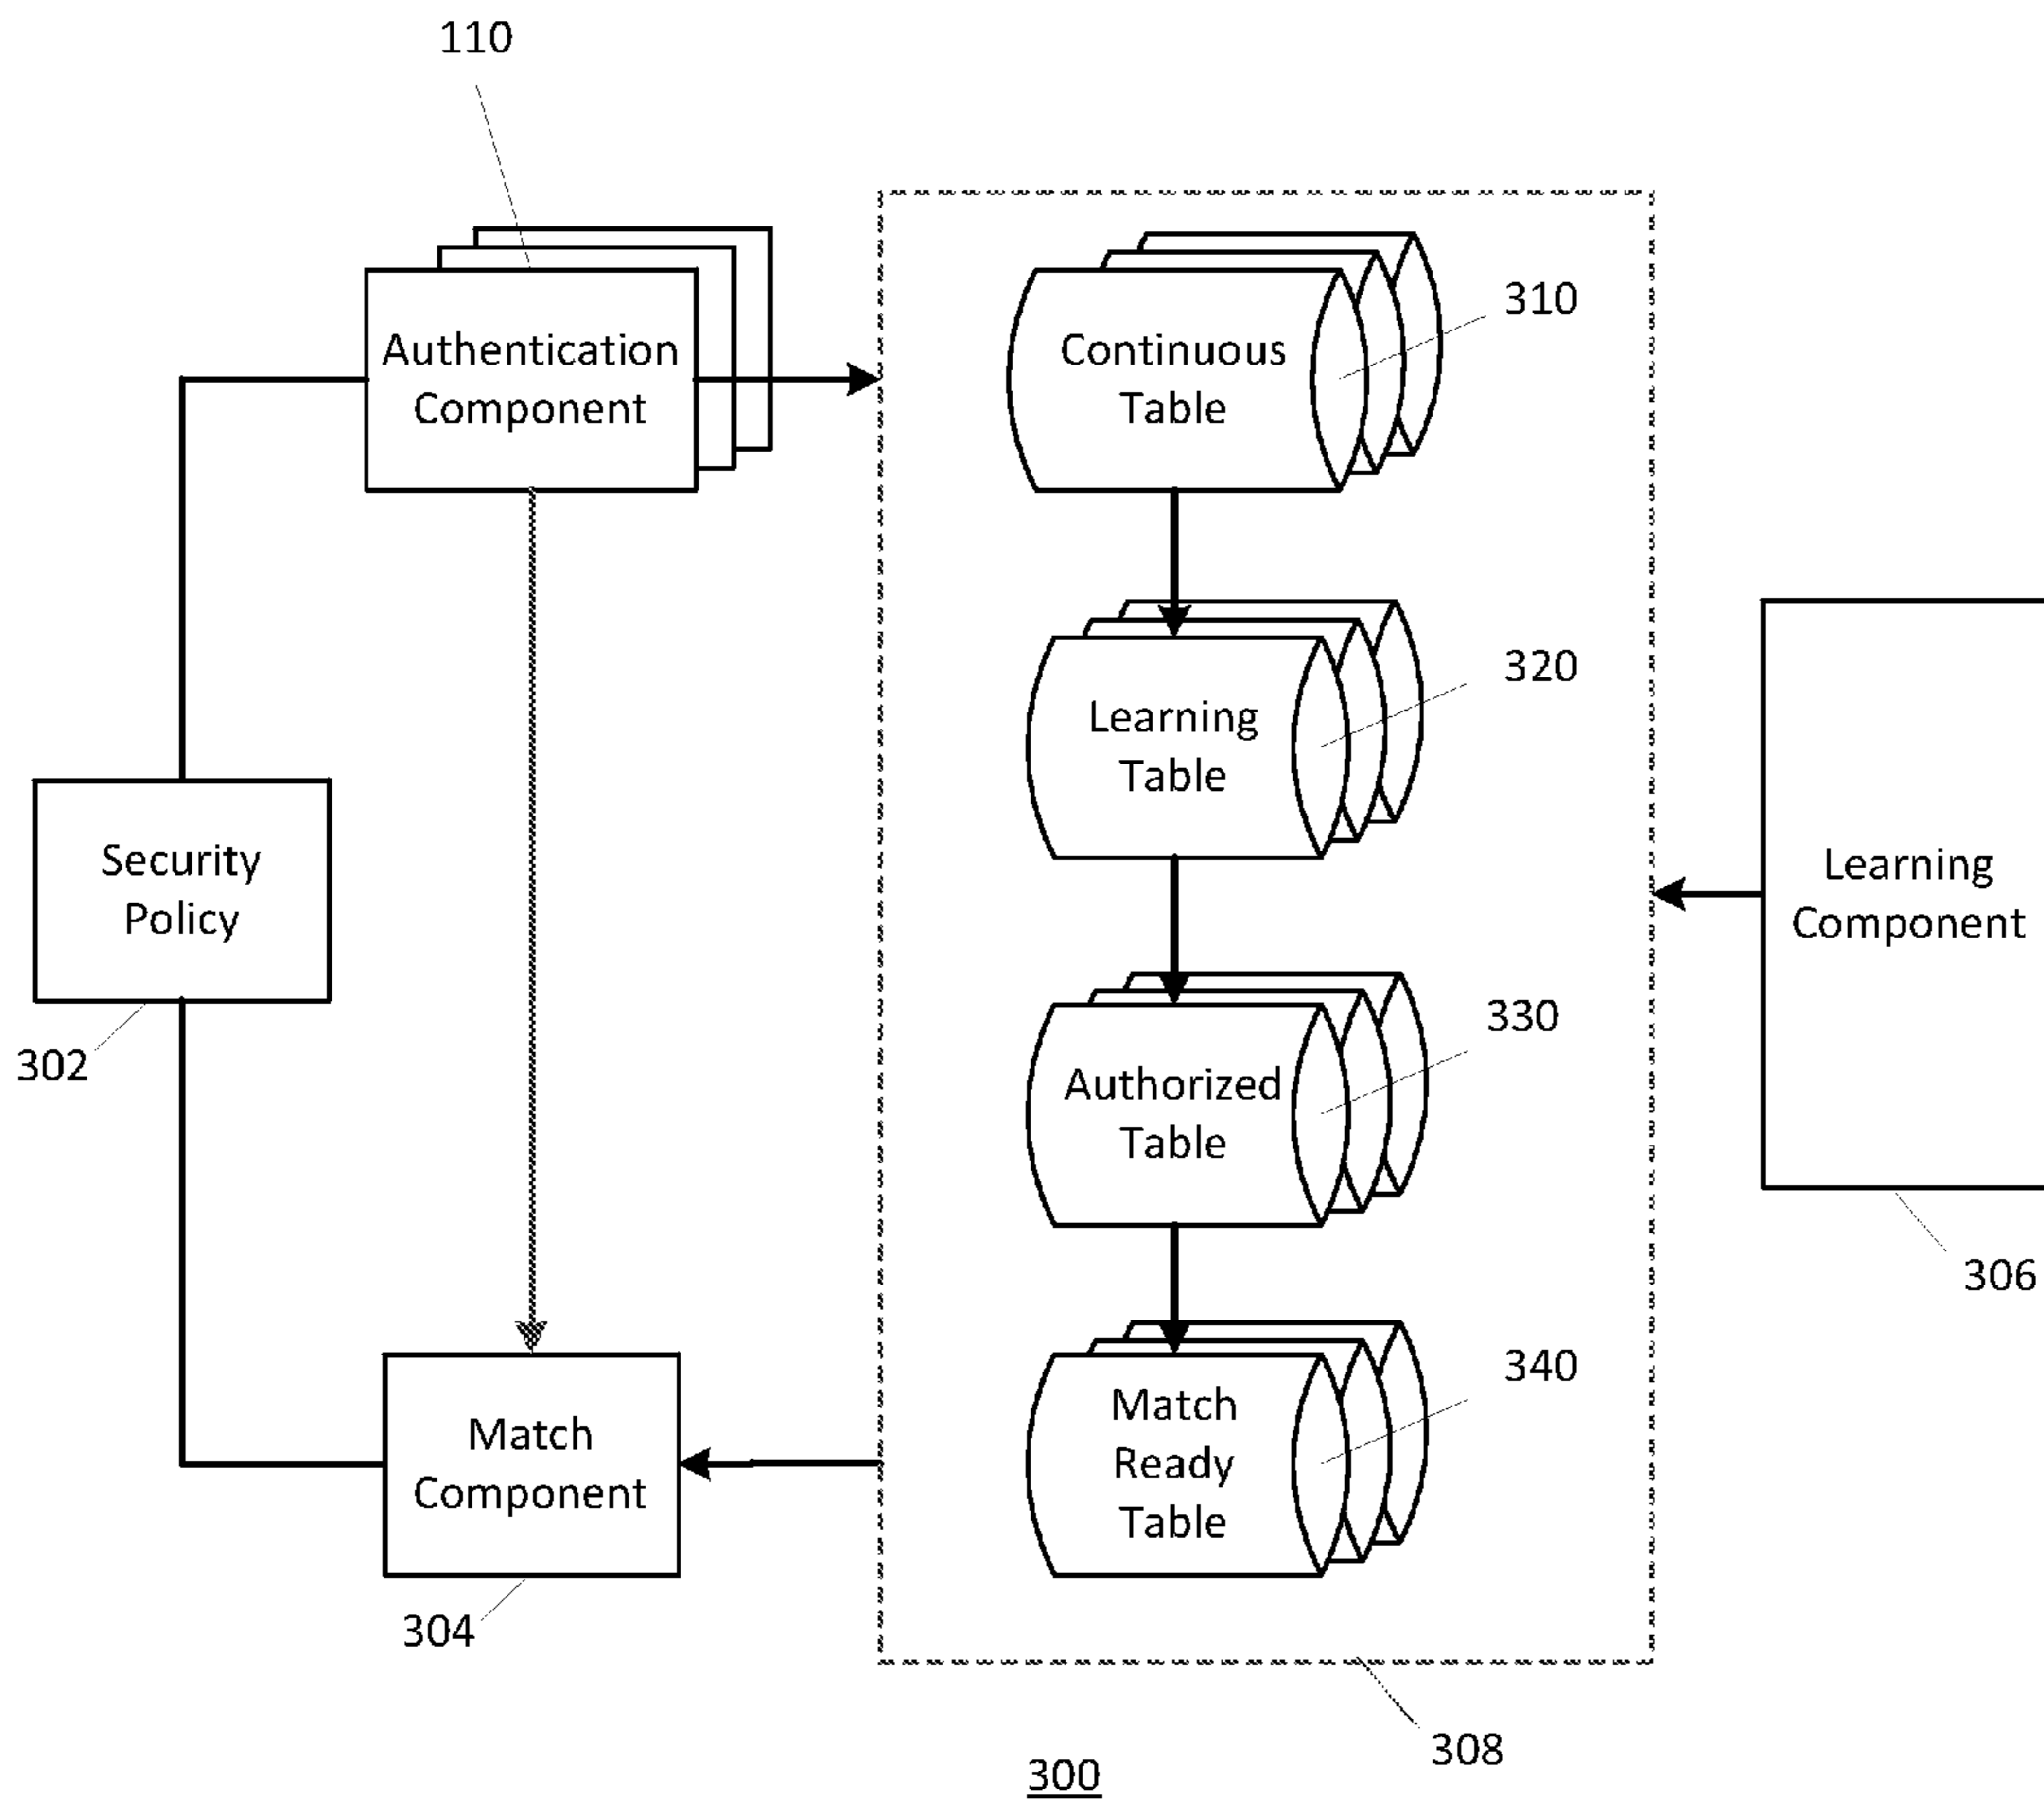 110
Authentication
Component
Continuous
Table
310
Learning
Table
320
Security
Policy
302
Learning
Component
306
Authorized
Table
330
Match
Ready
Table
340
Match
Component
304
308
300